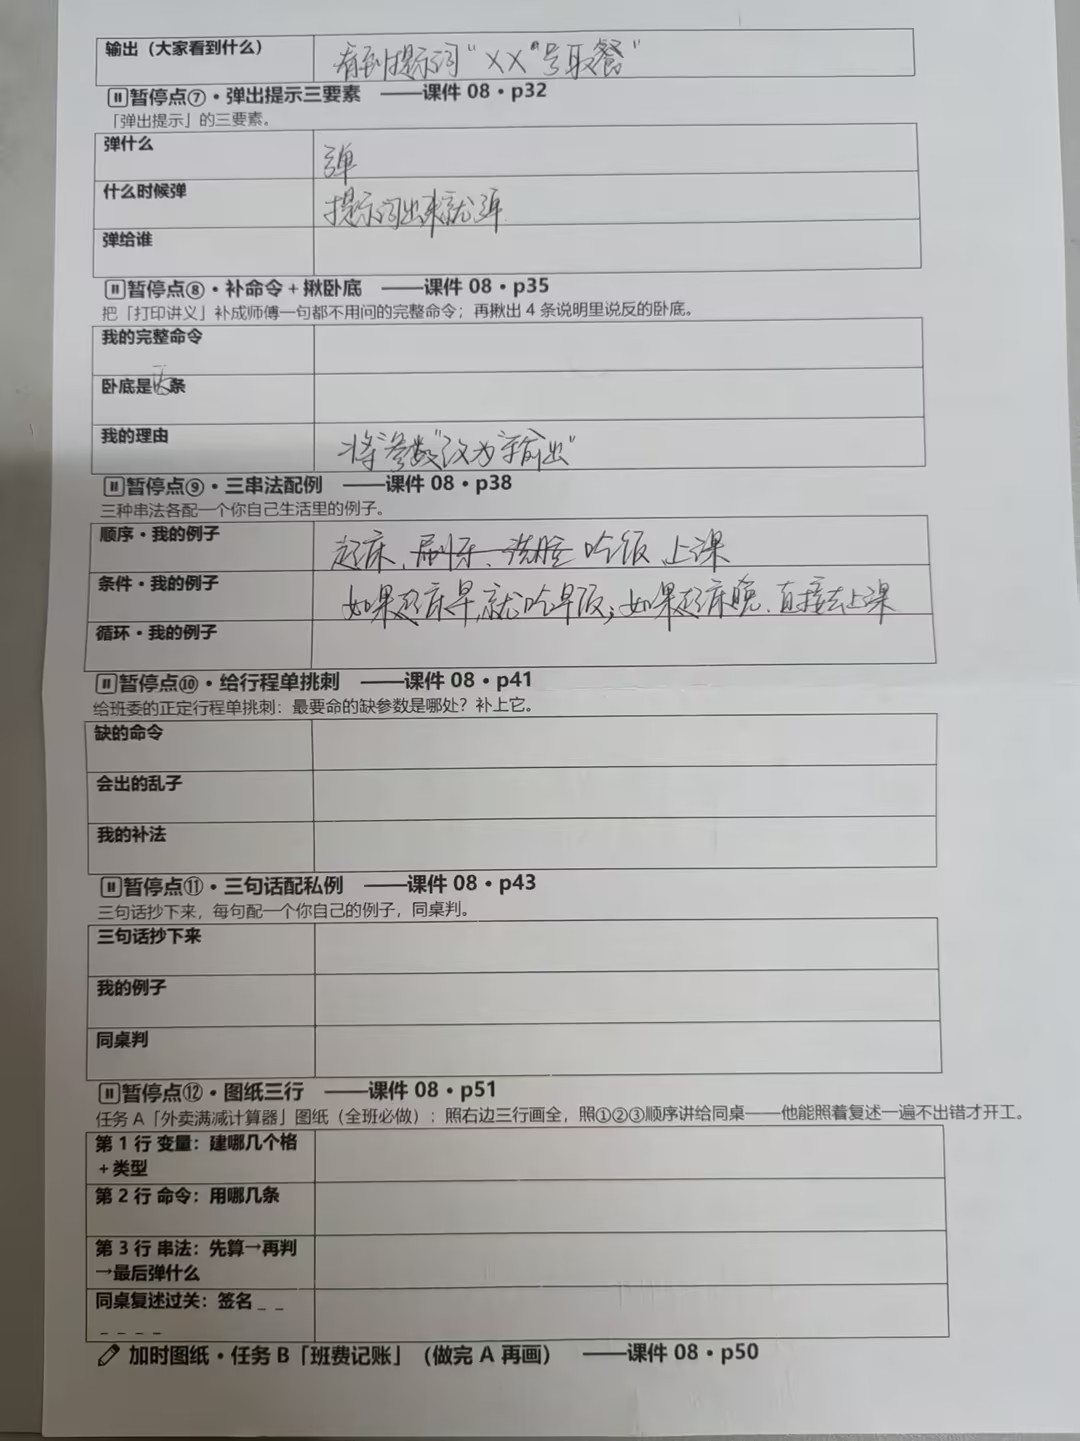 输出（大家看到什么） 看到提示词“XX”号取餐”
⏸暂停点⑦·弹出提示三要素 ——课件 08·p32
「弹出提示」的三要素。
弹什么 弹
什么时候弹 提示词出来就弹
弹给谁
⏸暂停点⑧·补命令＋揪卧底 ——课件 08·p35
把「打印讲义」补成师傅一句都不用问的完整命令；再揪出 4 条说明里说反的卧底。
我的完整命令
卧底是 条
我的理由 将“参数”改为“输出”
⏸暂停点⑨·三串法配例 ——课件 08·p38
三种串法各配一个你自己生活里的例子。
顺序·我的例子 起床、刷牙、洗脸 吃饭、上课
条件·我的例子 如果起床早,就吃早饭；如果起床晚、直接去上课
循环·我的例子
⏸暂停点⑩·给行程单挑刺 ——课件 08·p41
给班委的正定行程单挑刺：最要命的缺参数是哪处？补上它。
缺的命令
会出的乱子
我的补法
⏸暂停点⑪·三句话配私例 ——课件 08·p43
三句话抄下来，每句配一个你自己的例子，同桌判。
三句话抄下来
我的例子
同桌判
⏸暂停点⑫·图纸三行 ——课件 08·p51
任务 A「外卖满减计算器」图纸（全班必做）：照右边三行画全，照①②③顺序讲给同桌——他能照着复述一遍不出错才开工。
第 1 行 变量：建哪几个格
＋类型
第 2 行 命令：用哪几条
第 3 行 串法：先算→再判
→最后弹什么
同桌复述过关：签名_ _
_ _ _ _
加时图纸·任务 B「班费记账」（做完 A 再画） ——课件 08·p50